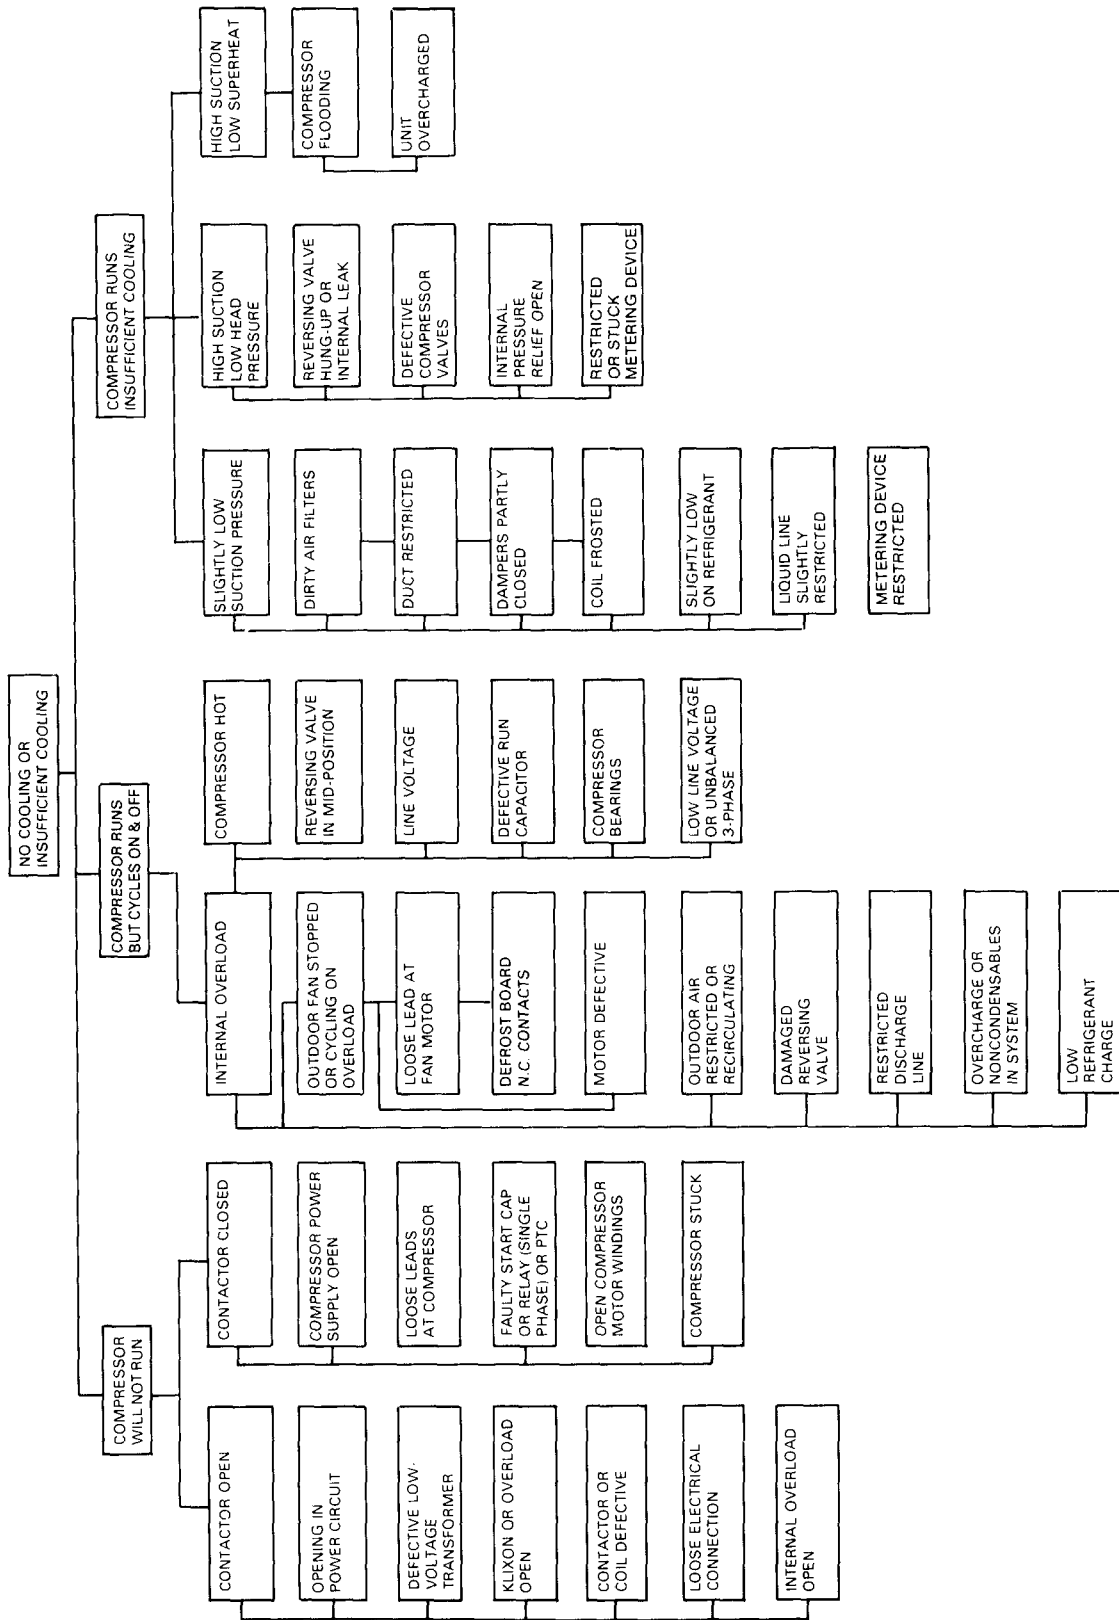 NO COOLING OR
INSUFFICIENT COOLING
COMPRESSOR
WILL NOT RUN
COMPRESSOR RUNS
BUT CYCLES ON & OFF
COMPRESSOR RUNS
INSUFFICIENT COOLING
CONTACTOR OPEN
OPENING IN
POWER CIRCUIT
DEFECTIVE LOW-
VOLTAGE
TRANSFORMER
KLIXON OR OVERLOAD
OPEN
CONTACTOR OR
COIL DEFECTIVE
LOOSE ELECTRICAL
CONNECTION
INTERNAL OVERLOAD
OPEN
CONTACTOR CLOSED
COMPRESSOR POWER
SUPPLY OPEN
LOOSE LEADS
AT COMPRESSOR
FAULTY START CAP
OR RELAY (SINGLE
PHASE) OR PTC
OPEN COMPRESSOR
MOTOR WINDINGS
COMPRESSOR STUCK
INTERNAL OVERLOAD
OUTDOOR FAN STOPPED
OR CYCLING ON
OVERLOAD
LOOSE LEAD AT
FAN MOTOR
DEFROST BOARD
N.C. CONTACTS
MOTOR DEFECTIVE
OUTDOOR AIR
RESTRICTED OR
RECIRCULATING
DAMAGED
REVERSING
VALVE
RESTRICTED
DISCHARGE
LINE
OVERCHARGE OR
NONCONDENSABLES
IN SYSTEM
LOW
REFRIGERANT
CHARGE
COMPRESSOR HOT
REVERSING VALVE
IN MID-POSITION
LINE VOLTAGE
DEFECTIVE RUN
CAPACITOR
COMPRESSOR
BEARINGS
LOW LINE VOLTAGE
OR UNBALANCED
3-PHASE
SLIGHTLY LOW
SUCTION PRESSURE
DIRTY AIR FILTERS
DUCT RESTRICTED
DAMPERS PARTLY
CLOSED
COIL FROSTED
SLIGHTLY LOW
ON REFRIGERANT
LIQUID LINE
SLIGHTLY
RESTRICTED
METERING DEVICE
RESTRICTED
HIGH SUCTION
LOW HEAD
PRESSURE
REVERSING VALVE
HUNG-UP OR
INTERNAL LEAK
DEFECTIVE
COMPRESSOR
VALVES
INTERNAL
PRESSURE
RELIEF OPEN
RESTRICTED
OR STUCK
METERING DEVICE
HIGH SUCTION
LOW SUPERHEAT
COMPRESSOR
FLOODING
UNIT
OVERCHARGED